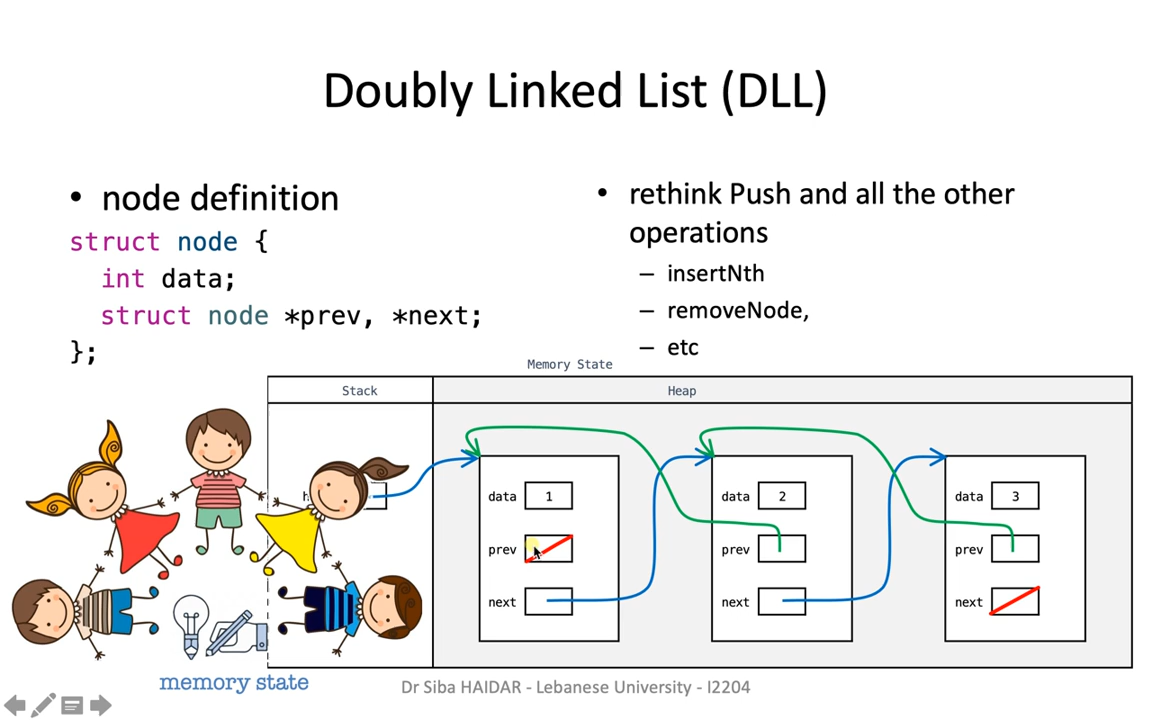 Doubly Linked List (DLL)
• node definition
struct node {
int data;
struct node *prev, *next;
};
• rethink Push and all the other
operations
– insertNth
– removeNode,
– etc
Memory State
Stack
Heap
data 1
prev
next
data 2
prev
next
data 3
prev
next
memory state
Dr Siba HAIDAR - Lebanese University - I2204